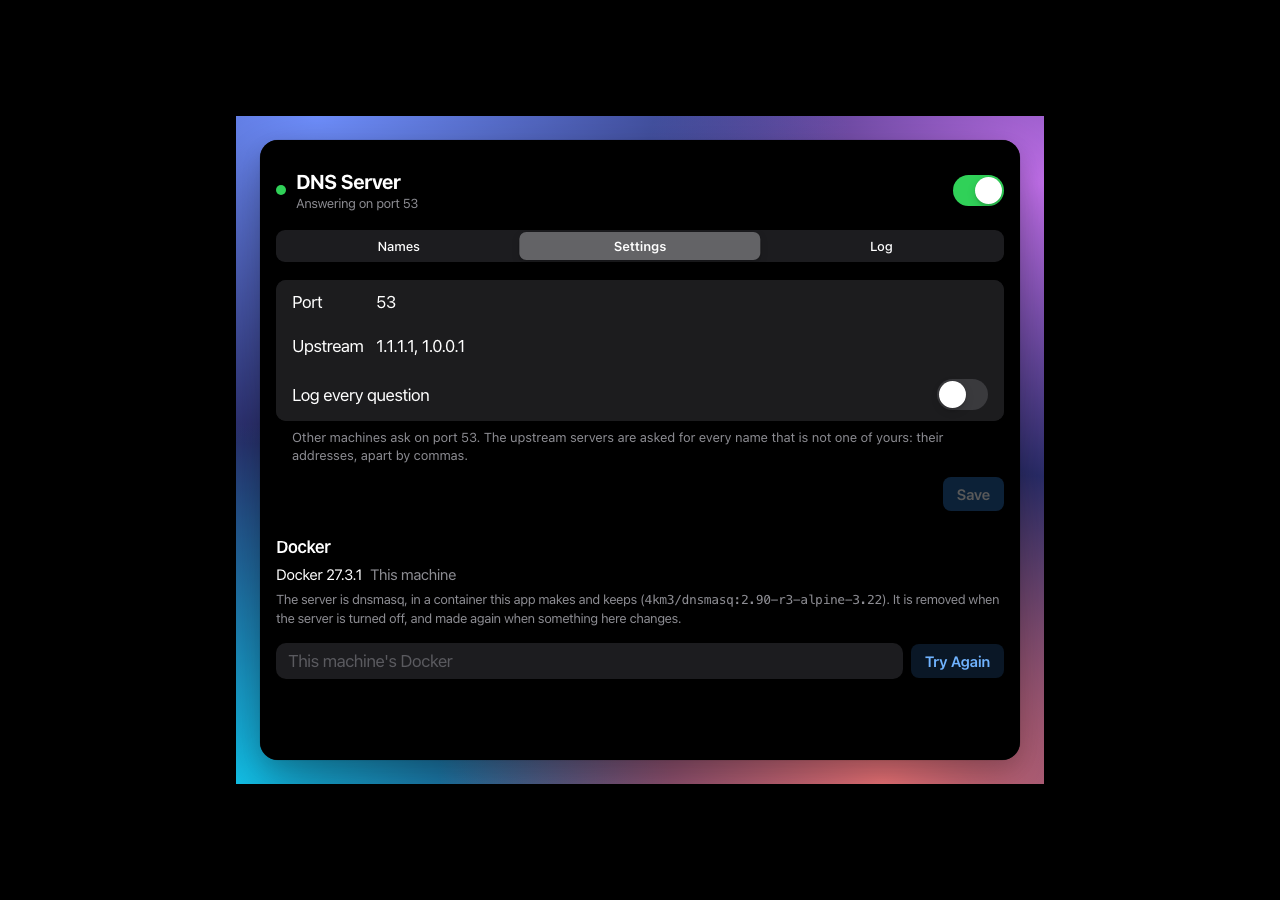 DNS Server
Answering on port 53
Names Settings Log
Port 53
Upstream 1.1.1.1, 1.0.0.1
Log every question
Other machines ask on port 53. The upstream servers are asked for every name that is not one of yours: their
addresses, apart by commas.
Save
Docker
Docker 27.3.1 This machine
The server is dnsmasq, in a container this app makes and keeps (4km3/dnsmasq:2.90-r3-alpine-3.22). It is removed when
the server is turned off, and made again when something here changes.
This machine's Docker
Try Again